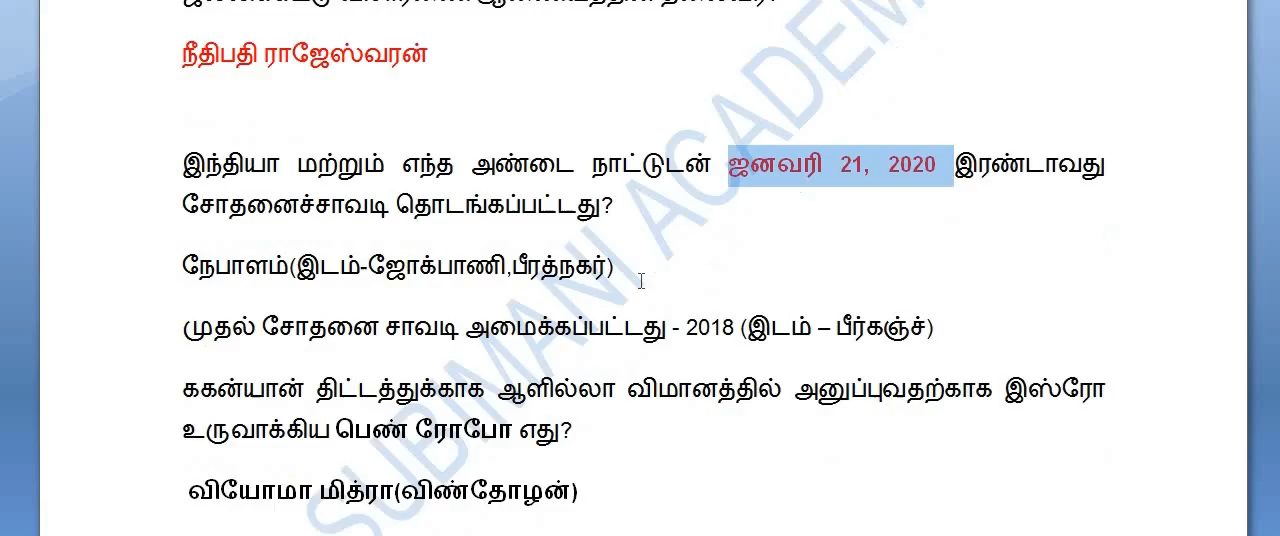 நீதிபதி ராஜேஸ்வரன்
இந்தியா மற்றும் எந்த அண்டை நாட்டுடன் ஜனவரி 21, 2020 இரண்டாவது
சோதனைச்சாவடி தொடங்கப்பட்டது?
நேபாளம்(இடம்-ஜோக்பாணி,பீரத்நகர்)
முதல் சோதனை சாவடி அமைக்கப்பட்டது - 2018 (இடம் – பீர்கஞ்ச்)
ககன்யான் திட்டத்துக்காக ஆளில்லா விமானத்தில் அனுப்புவதற்காக இஸ்ரோ
உருவாக்கிய பெண் ரோபோ எது?
வியோமா மித்ரா(விண்தோழன்)
SUBIMANI ACADEM